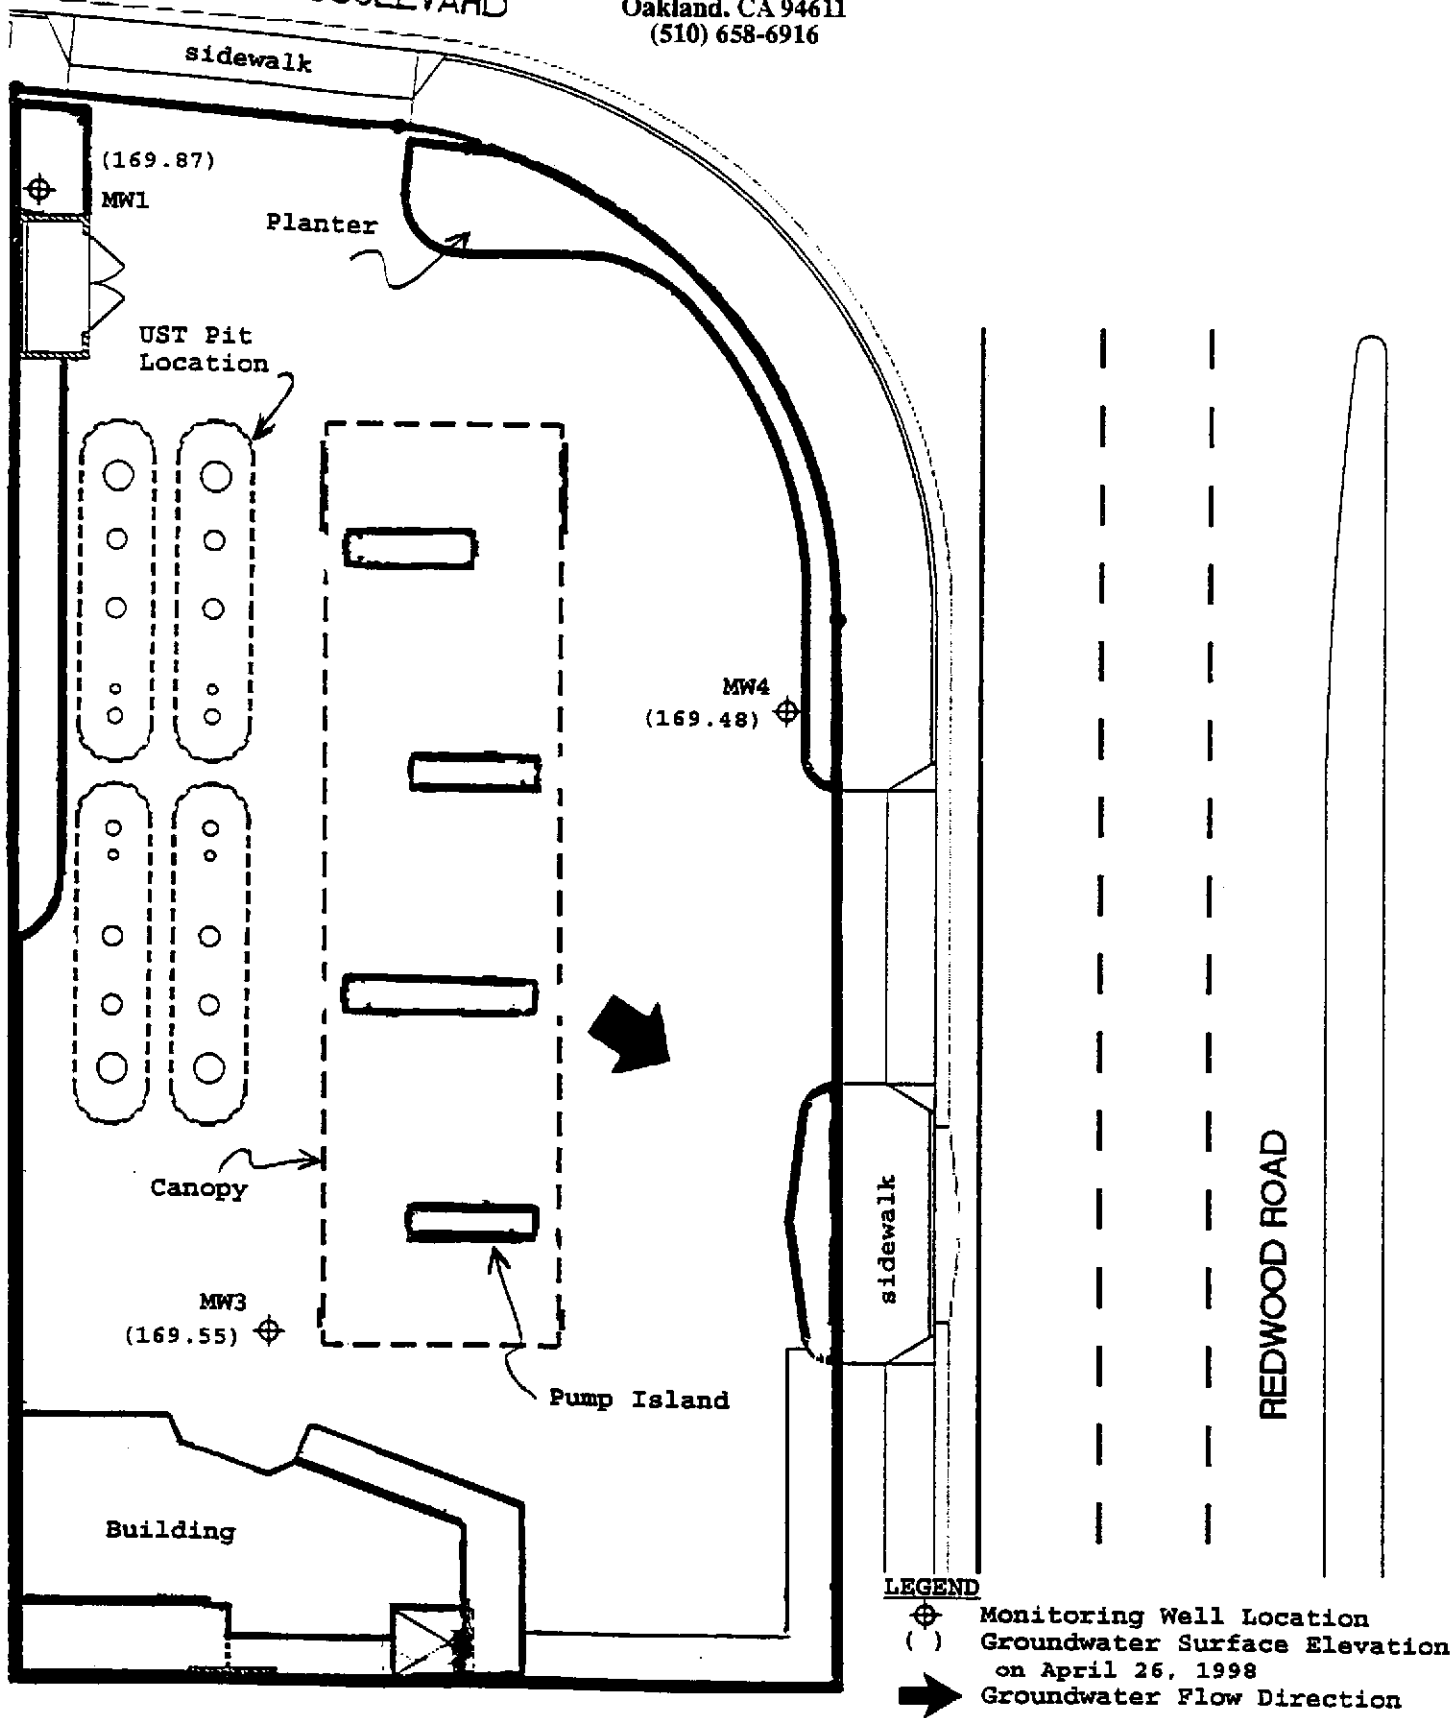 BOULEVARD
Oakland, CA 94611
(510) 658-6916
sidewalk
(169.87)
MW1
Planter
UST Pit
Location
MW4
(169.48)
Canopy
sidewalk
REDWOOD ROAD
MW3
(169.55)
Pump Island
Building
LEGEND
Monitoring Well Location
( ) Groundwater Surface Elevation
on April 26, 1998
Groundwater Flow Direction